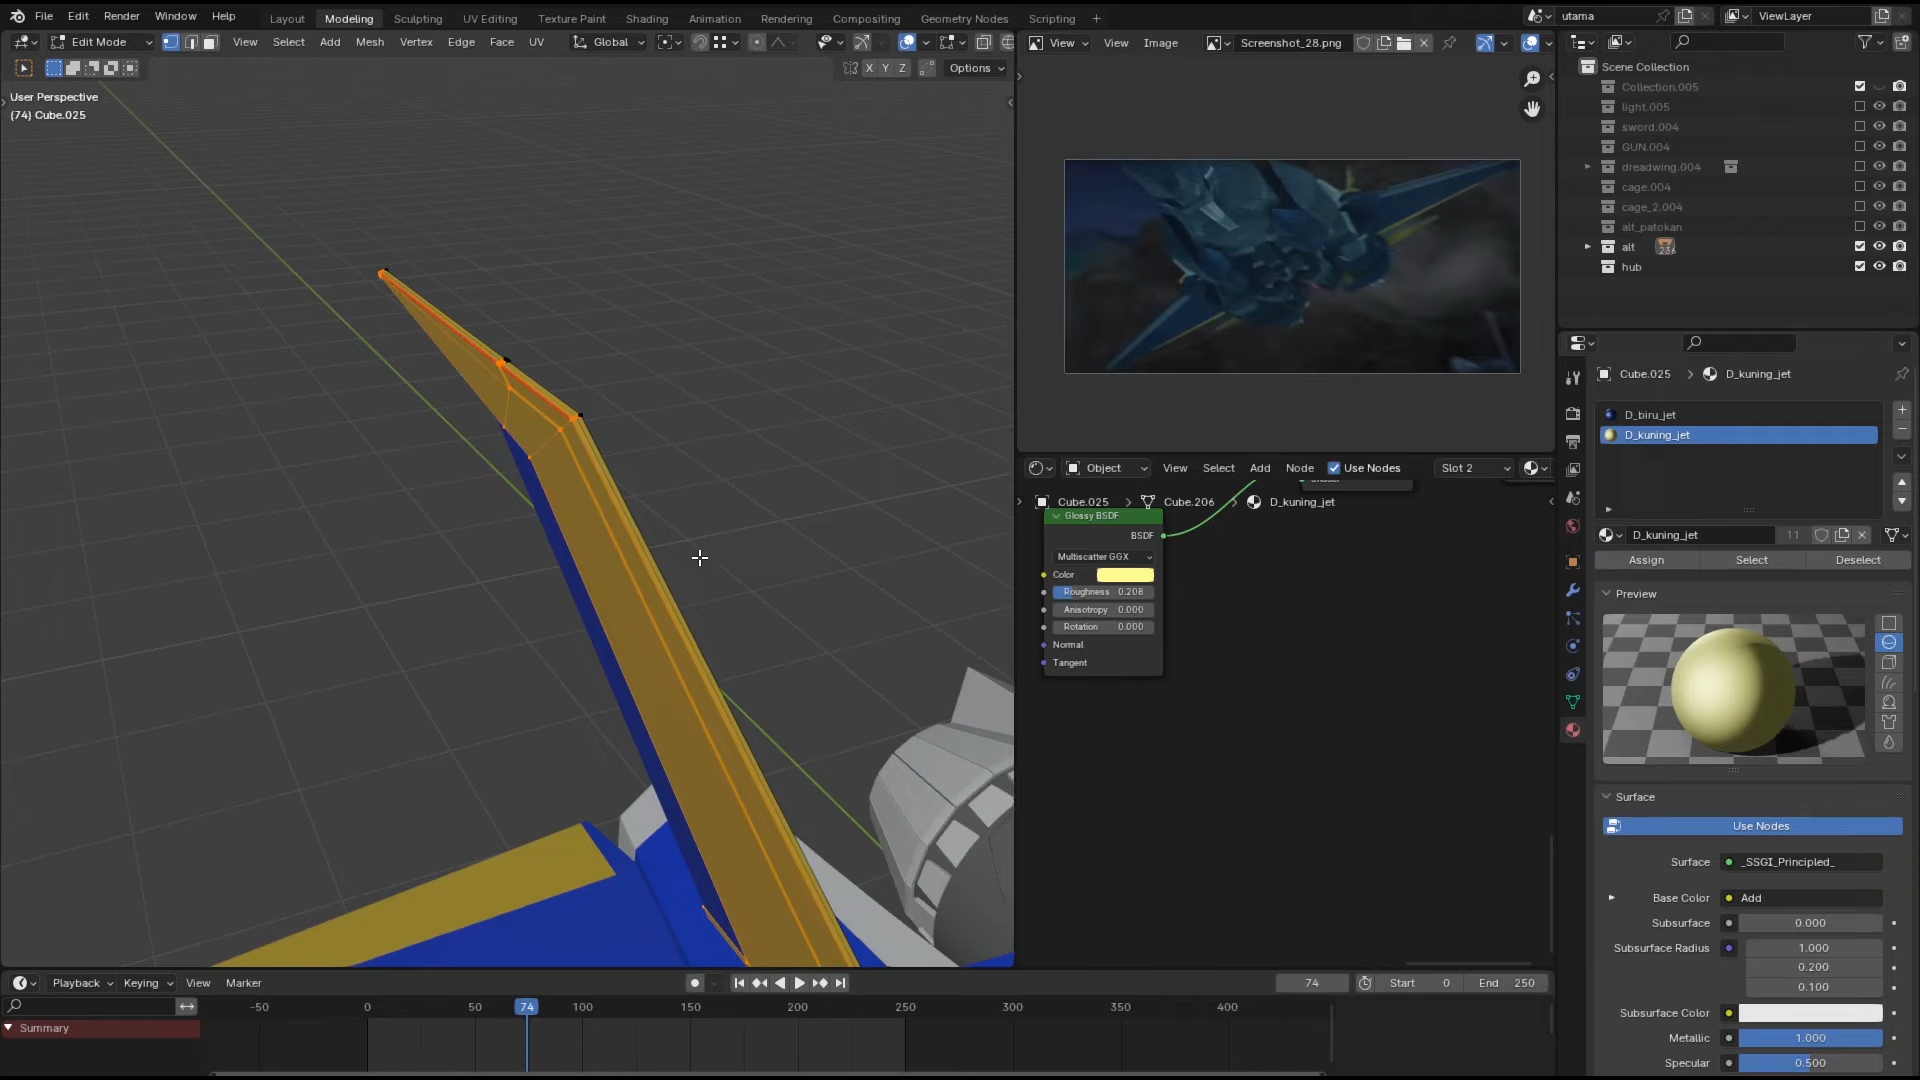 File Edit Render Window Help Layout Modeling Sculpting UV Editing Texture Paint Shading Animation Rendering Compositing Geometry Nodes Scripting + utama ViewLayer
Edit Mode View Select Add Mesh Vertex Edge Face UV Global
X Y Z Options
User Perspective
(74) Cube.025
View View Image Screenshot_28.png
Object View Select Add Node Use Nodes Slot 2
Cube.025 > Cube.206 > D_kuning_jet
Glossy BSDF
BSDF
Multiscatter GGX
Color
Roughness 0.208
Anisotropy 0.000
Rotation 0.000
Normal
Tangent
Scene Collection
Collection.005
light.005
sword.004
GUN.004
dreadwing.004
cage.004
cage_2.004
alt_patokan
alt 236
hub
Cube.025 > D_kuning_jet
D_biru_jet
D_kuning_jet
D_kuning_jet 11
Assign Select Deselect
Preview
Surface
Use Nodes
Surface _SSGI_Principled_
Base Color Add
Subsurface 0.000
Subsurface Radius 1.000
0.200
0.100
Subsurface Color
Metallic 1.000
Specular 0.500
Playback Keying View Marker 74 Start 0 End 250
-50 0 50 74 100 150 200 250 300 350 400
Summary